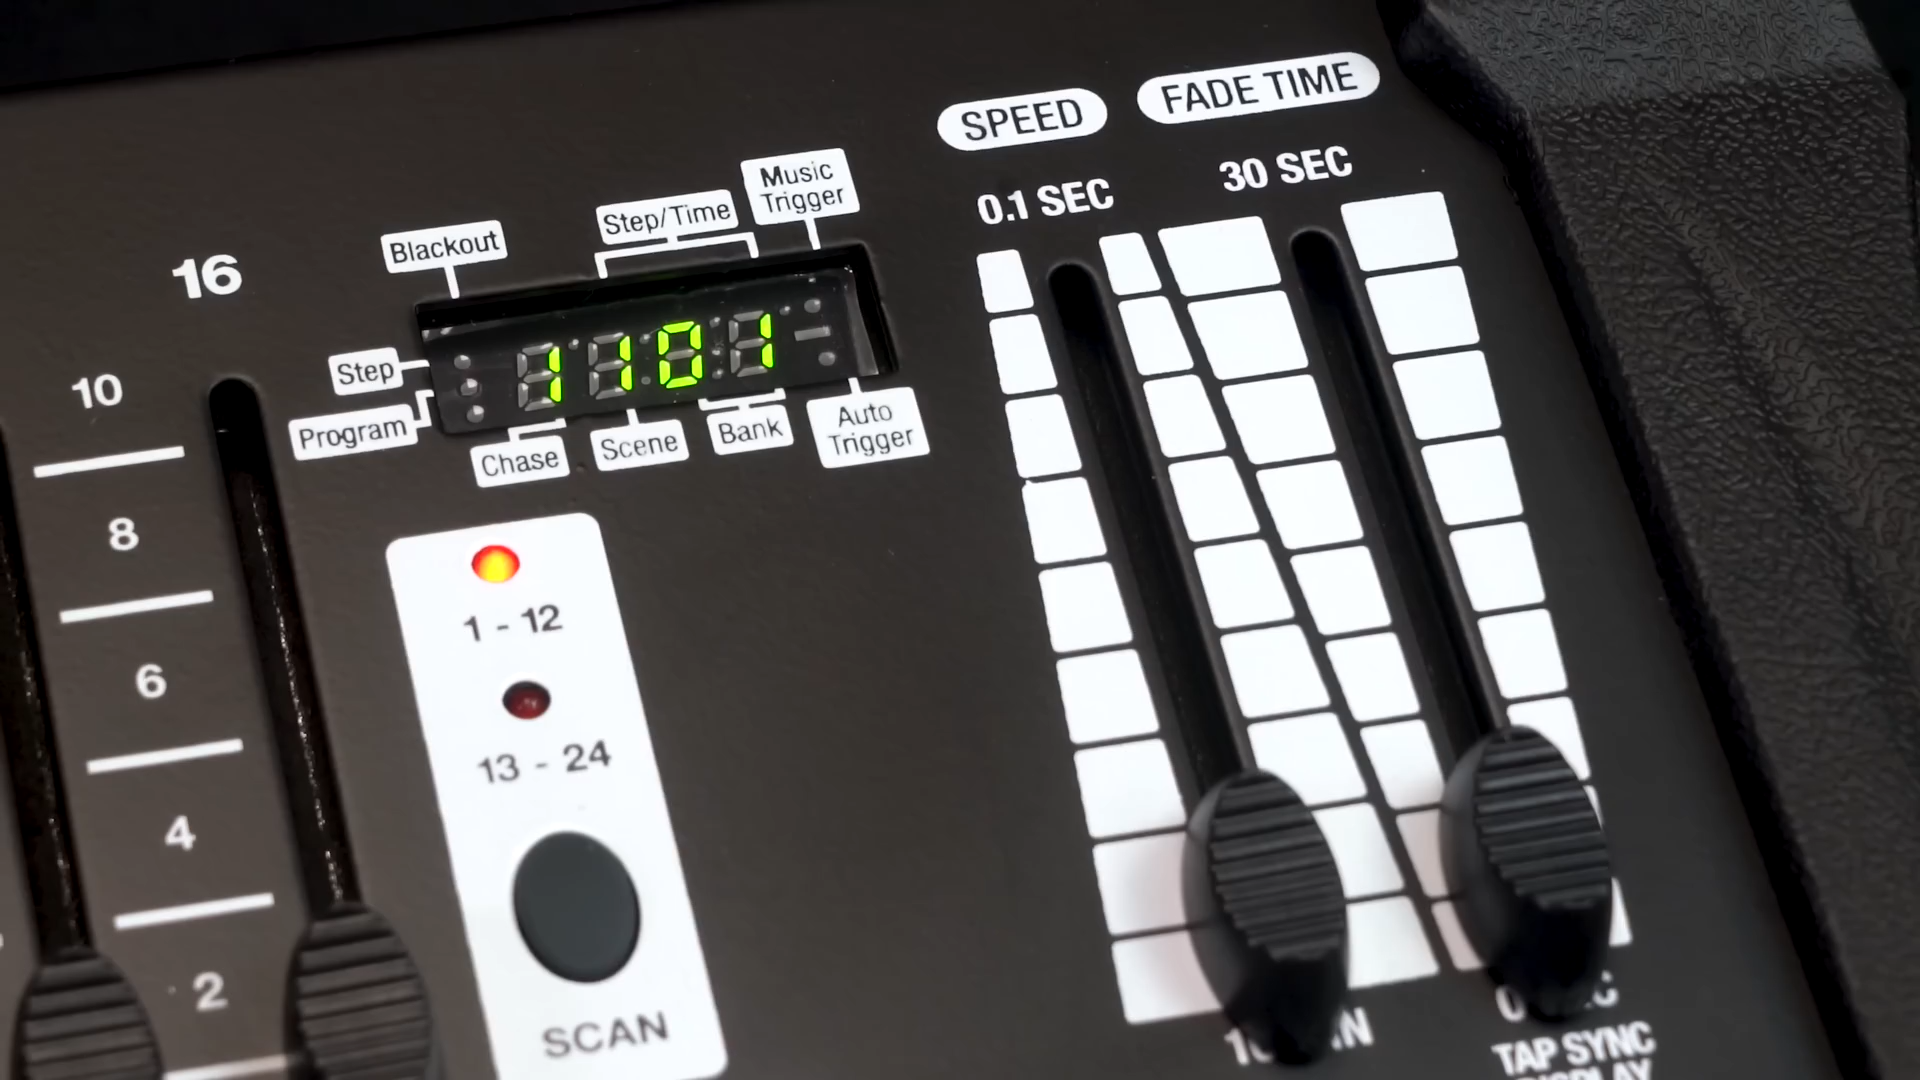 SPEED
FADE TIME
0.1 SEC
30 SEC
Music
Trigger
Step/Time
Blackout
16
1101
Step
Program
Chase
Scene
Bank
Auto
Trigger
10
8
6
4
2
1 - 12
13 - 24
SCAN
TAP SYNC